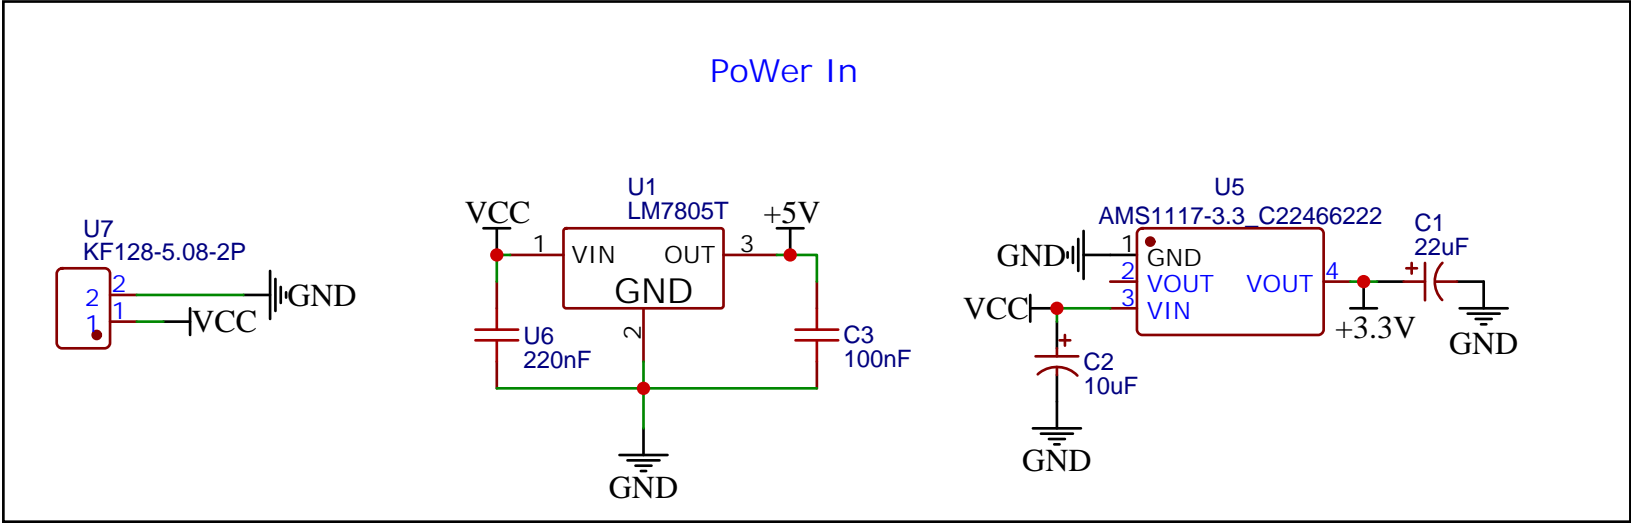 PoWer In
U7
KF128-5.08-2P
2
2
1
1
GND
VCC
VCC
U1
LM7805T
+5V
1
VIN
OUT
3
GND
2
U6
220nF
C3
100nF
GND
U5
AMS1117-3.3_C22466222
GND
1
GND
2
VOUT
VOUT
4
VCC
3
VIN
C1
22uF
+
+3.3V
GND
+
C2
10uF
GND